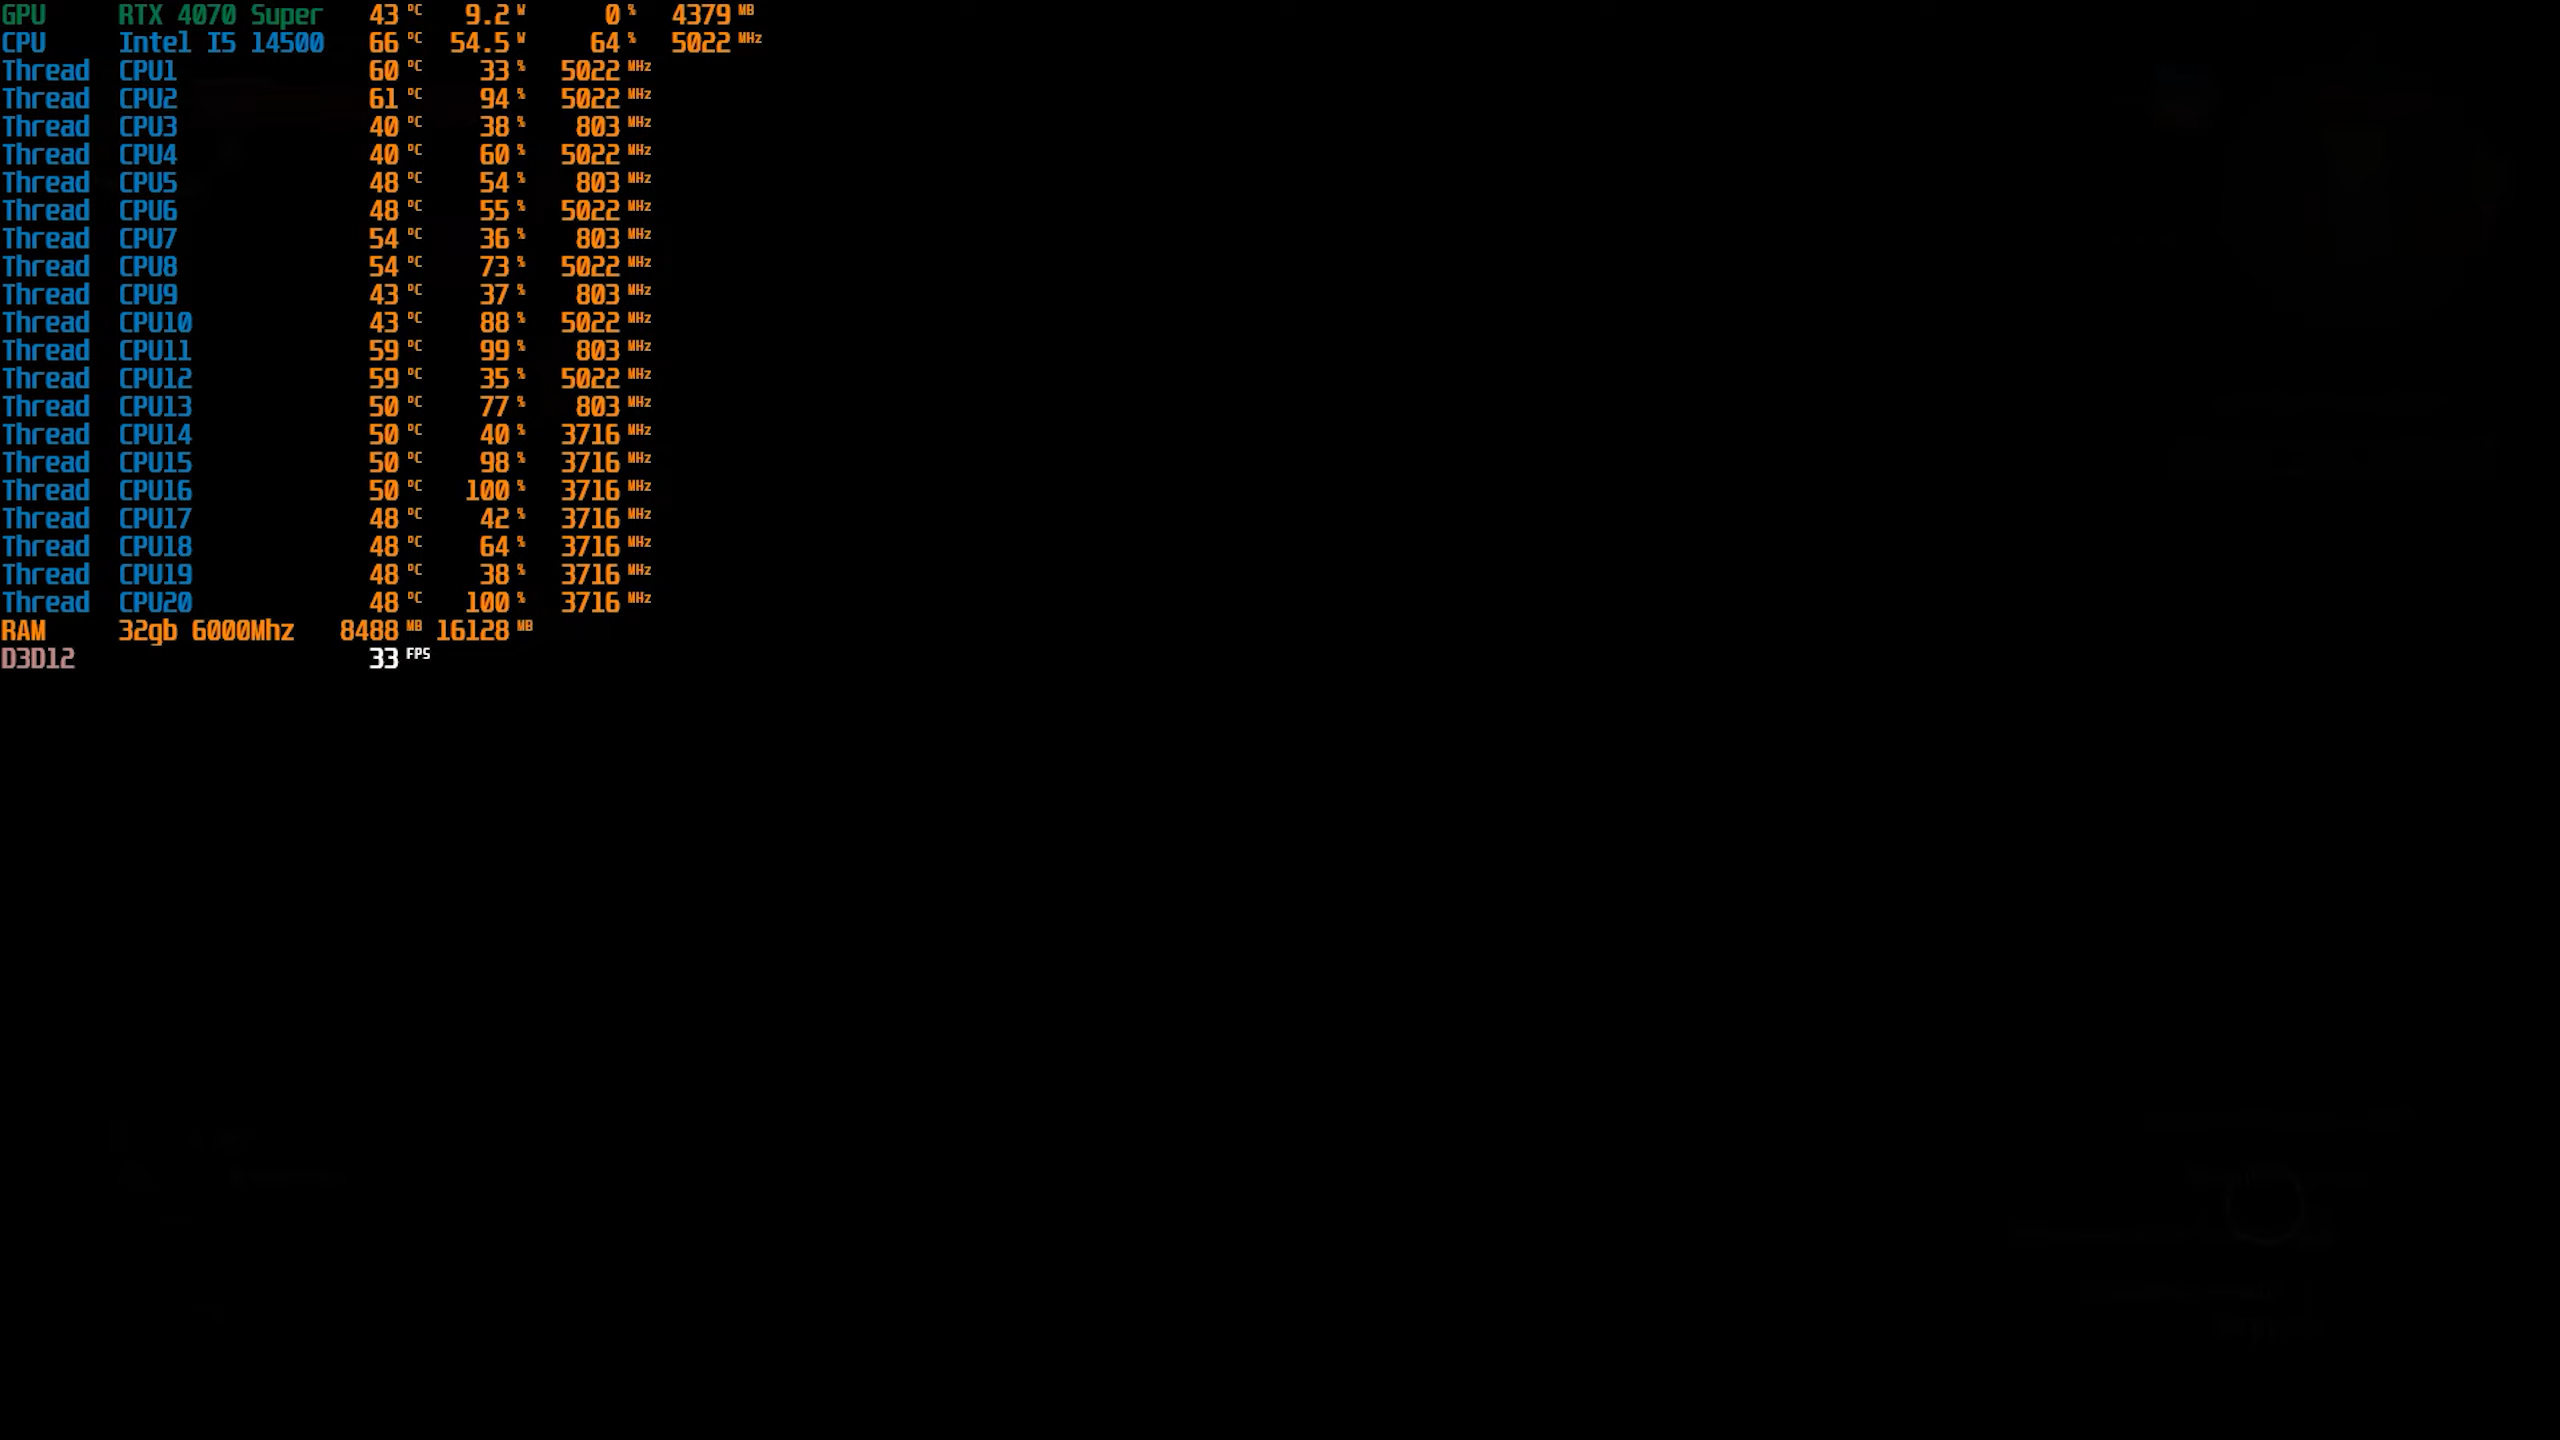 GPU RTX 4070 Super 43 °C 9.2 W 0 % 4379 MB
CPU Intel I5 14500 66 °C 54.5 W 64 % 5022 MHz
Thread CPU1 60 °C 33 % 5022 MHz
Thread CPU2 61 °C 94 % 5022 MHz
Thread CPU3 40 °C 38 % 803 MHz
Thread CPU4 40 °C 60 % 5022 MHz
Thread CPU5 48 °C 54 % 803 MHz
Thread CPU6 48 °C 55 % 5022 MHz
Thread CPU7 54 °C 36 % 803 MHz
Thread CPU8 54 °C 73 % 5022 MHz
Thread CPU9 43 °C 37 % 803 MHz
Thread CPU10 43 °C 88 % 5022 MHz
Thread CPU11 59 °C 99 % 803 MHz
Thread CPU12 59 °C 35 % 5022 MHz
Thread CPU13 50 °C 77 % 803 MHz
Thread CPU14 50 °C 40 % 3716 MHz
Thread CPU15 50 °C 98 % 3716 MHz
Thread CPU16 50 °C 100 % 3716 MHz
Thread CPU17 48 °C 42 % 3716 MHz
Thread CPU18 48 °C 64 % 3716 MHz
Thread CPU19 48 °C 38 % 3716 MHz
Thread CPU20 48 °C 100 % 3716 MHz
RAM 32gb 6000Mhz 8488 MB 16128 MB
D3D12 33 FPS